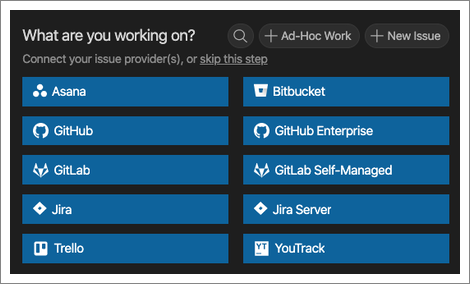 What are you working on?
Ad-Hoc Work
New Issue
Connect your issue provider(s), or skip this step
Asana
Bitbucket
GitHub
GitHub Enterprise
GitLab
GitLab Self-Managed
Jira
Jira Server
Trello
YT YouTrack